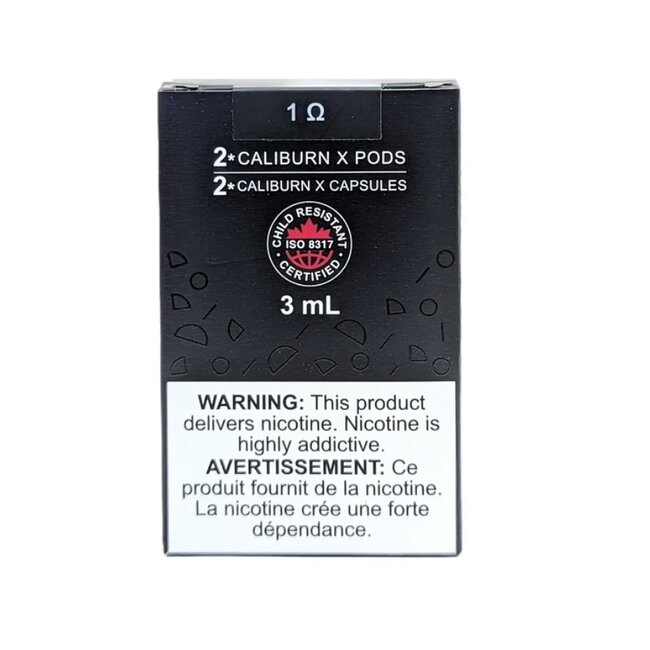 1 Ω
2* CALIBURN X PODS
2* CALIBURN X CAPSULES
CHILD RESISTANT
ISO 8317
CERTIFIED
3 mL
WARNING: This product
delivers nicotine. Nicotine is
highly addictive.
AVERTISSEMENT: Ce
produit fournit de la nicotine.
La nicotine crée une forte
dépendance.